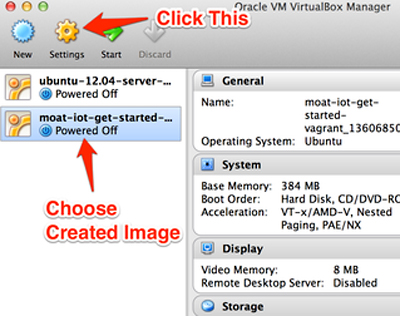 Oracle VM VirtualBox Manager
Click This
New
Settings
Start
Discard
ubuntu-12.04-server-...
Powered Off
moat-iot-get-started-...
Powered Off
Choose
Created Image
General
Name: moat-iot-get-
started-
vagrant_13606850
Operating System: Ubuntu
System
Base Memory: 384 MB
Boot Order: Hard Disk, CD/DVD-RO
Acceleration: VT-x/AMD-V, Nested
Paging, PAE/NX
Display
Video Memory: 8 MB
Remote Desktop Server: Disabled
Storage